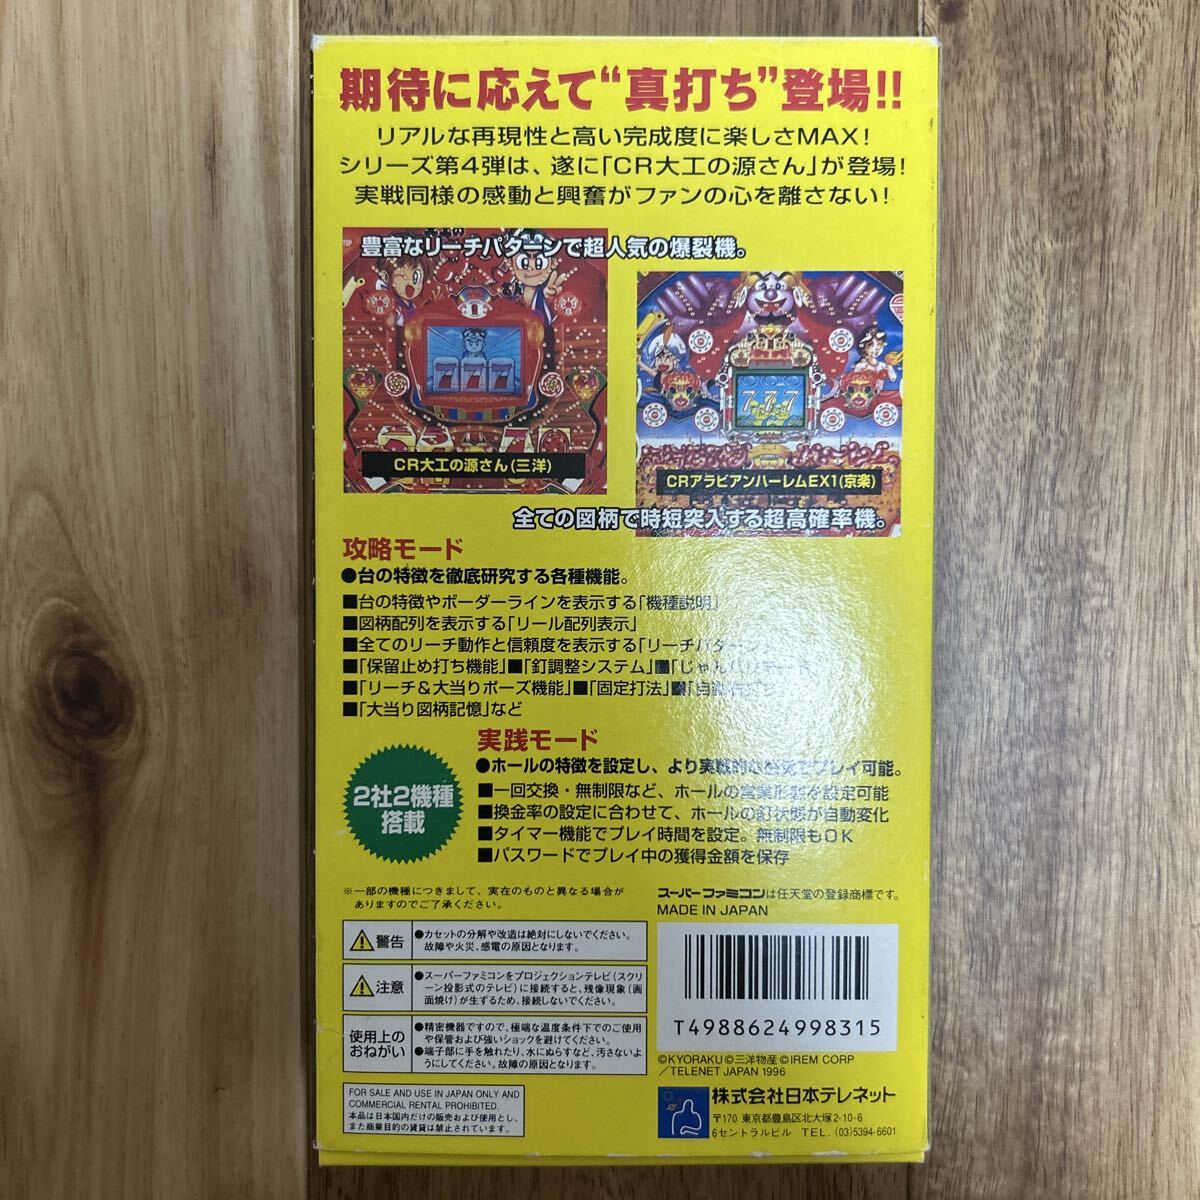 期待に応えて“真打ち”登場!!
リアルな再現性と高い完成度に楽しさMAX!
シリーズ第4弾は、遂に「CR大工の源さん」が登場!
実戦同様の感動と興奮がファンの心を離さない!
豊富なリーチパターンで超人気の爆裂機。
777
CR大工の源さん(三洋)
7・7・7
CRアラビアンハーレムEX1(京楽)
全ての図柄で時短突入する超高確率機。
攻略モード
●台の特徴を徹底研究する各種機能。
■台の特徴やボーダーラインを表示する「機種説明」
■図柄配列を表示する「リール配列表示」
■全てのリーチ動作と信頼度を表示する「リーチパターン」
■「保留止め打ち機能」■「釘調整システム」■「じゃん
■「リーチ&大当りポーズ機能」■「固定打法」■「自動
■「大当り図柄記憶」など
実践モード
●ホールの特徴を設定し、より実戦的な感覚でプレイ可能。
■一回交換・無制限など、ホールの営業形態を設定可能
■換金率の設定に合わせて、ホールの釘状態が自動変化
■タイマー機能でプレイ時間を設定。無制限もOK
■パスワードでプレイ中の獲得金額を保存
2社2機種
搭載
※一部の機種につきまして、実在のものと異なる場合が
ありますのでご了承ください。
スーパーファミコンは任天堂の登録商標です。
MADE IN JAPAN
警告
●カセットの分解や改造は絶対にしないでください。
故障や火災、感電の原因となります。
注意
●スーパーファミコンをプロジェクションテレビ(スクリ
ーン投影式のテレビ)に接続すると、残像現象(画
面焼け)が生ずるため、接続しないでください。
使用上の
おねがい
●精密機器ですので、極端な温度条件下でのご使用
や保管および強いショックを避けてください。
●端子部に手を触れたり、水にぬらすなど、汚さないよ
うにしてください。故障の原因となります。
FOR SALE AND USE IN JAPAN ONLY AND
COMMERCIAL RENTAL PROHIBITED.
本品は日本国内だけの販売および使用とし、
また商業目的の賃貸は禁止されています。
T4988624998315
©KYORAKU©三洋物産©IREM CORP
/TELENET JAPAN 1996
株式会社日本テレネット
〒170 東京都豊島区北大塚2-10-6
6セントラルビル TEL. (03)5394-6601